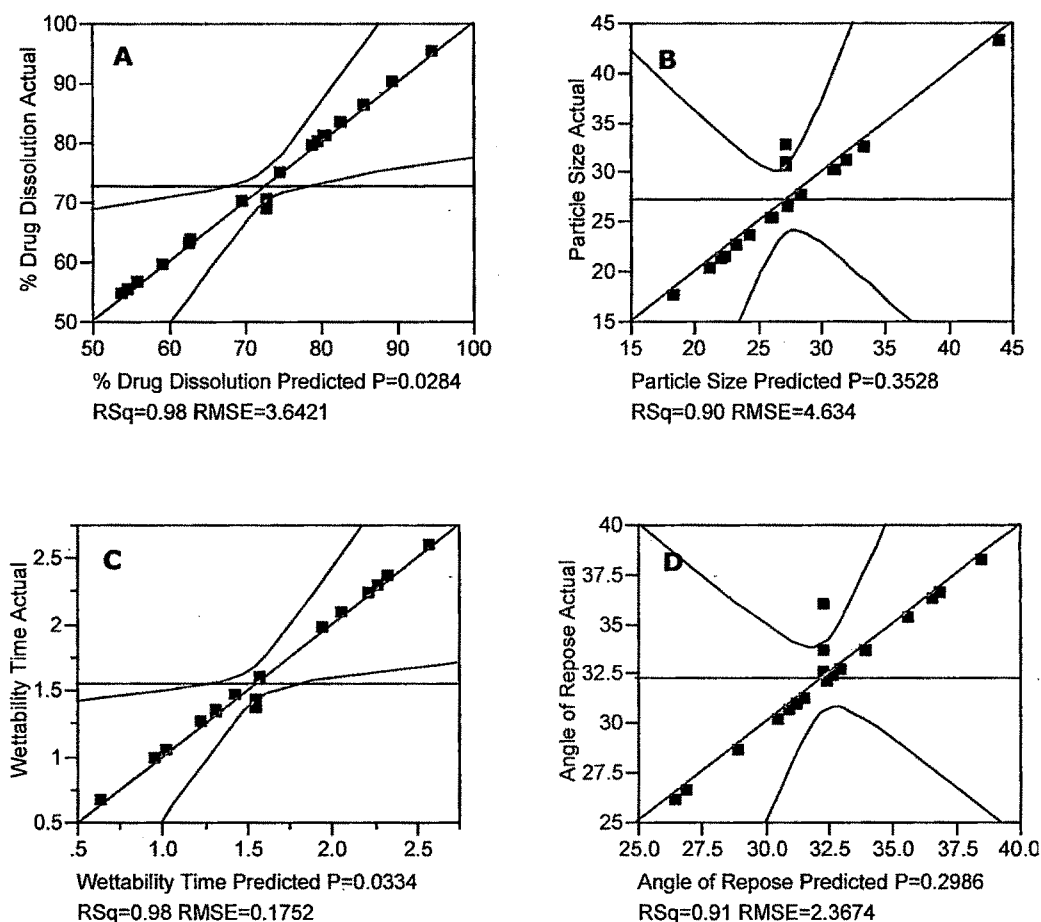 A
% Drug Dissolution Actual
100
90
80
70
60
50
50 60 70 80 90 100
% Drug Dissolution Predicted P=0.0284
RSq=0.98 RMSE=3.6421
B
Particle Size Actual
45
40
35
30
25
20
15
15 20 25 30 35 40 45
Particle Size Predicted P=0.3528
RSq=0.90 RMSE=4.634
C
Wettability Time Actual
2.5
2
1.5
1
0.5
.5 1.0 1.5 2.0 2.5
Wettability Time Predicted P=0.0334
RSq=0.98 RMSE=0.1752
D
Angle of Repose Actual
40
37.5
35
32.5
30
27.5
25
25.0 27.5 30.0 32.5 35.0 37.5 40.0
Angle of Repose Predicted P=0.2986
RSq=0.91 RMSE=2.3674